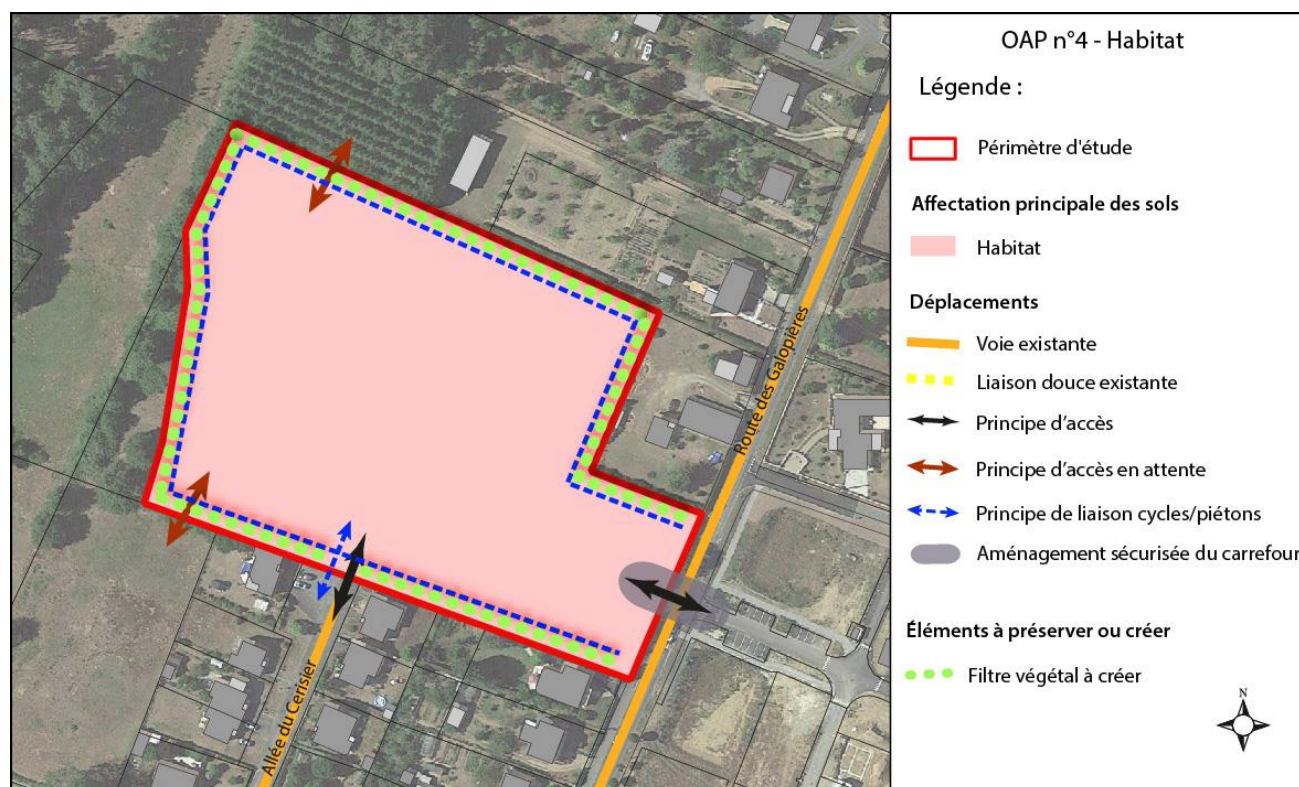 Route des Galopières
Allée du Cerisier
OAP n°4 - Habitat
Légende :
Périmètre d'étude
Affectation principale des sols
Habitat
Déplacements
Voie existante
Liaison douce existante
Principe d'accès
Principe d'accès en attente
Principe de liaison cycles/piétons
Aménagement sécurisée du carrefour
Éléments à préserver ou créer
Filtre végétal à créer
N